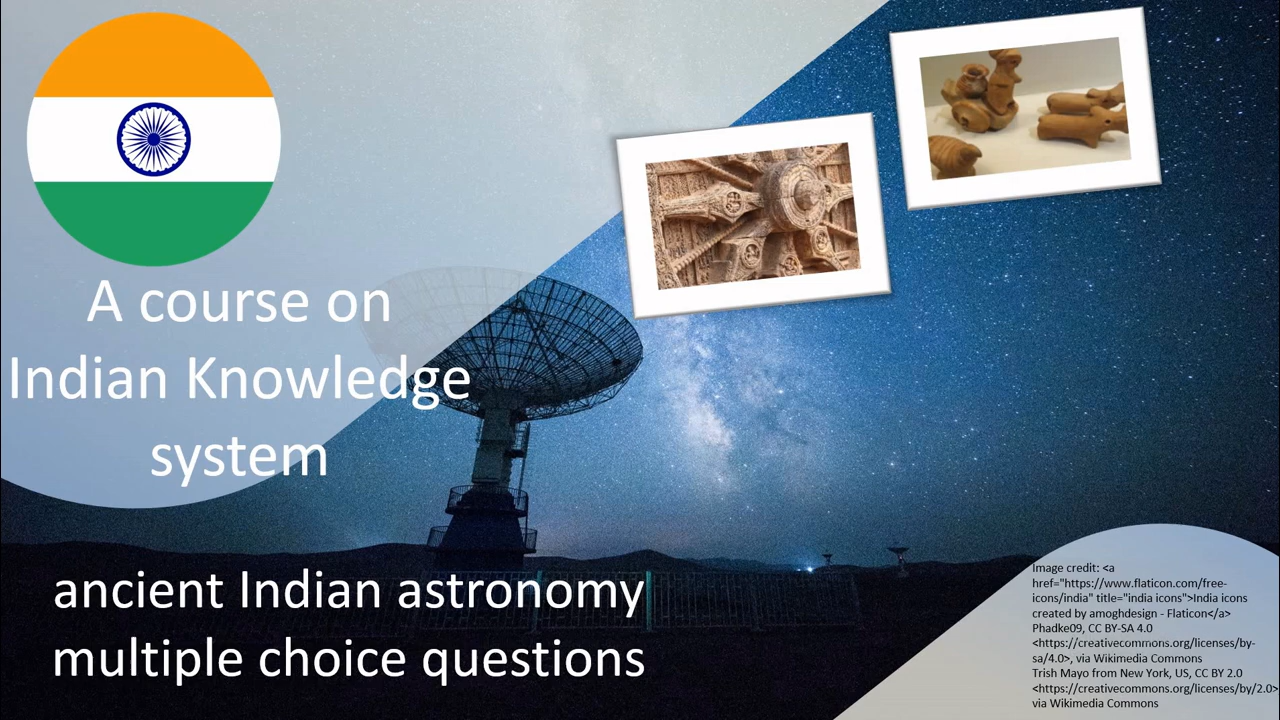 A course on
Indian Knowledge
system
ancient Indian astronomy
multiple choice questions
Image credit: <a
href="https://www.flaticon.com/free-
icons/india" title="india icons">India icons
created by amoghdesign - Flaticon</a>
Phadke09, CC BY-SA 4.0
<https://creativecommons.org/licenses/by-
sa/4.0>, via Wikimedia Commons
Trish Mayo from New York, US, CC BY 2.0
<https://creativecommons.org/licenses/by/2.0>
via Wikimedia Commons